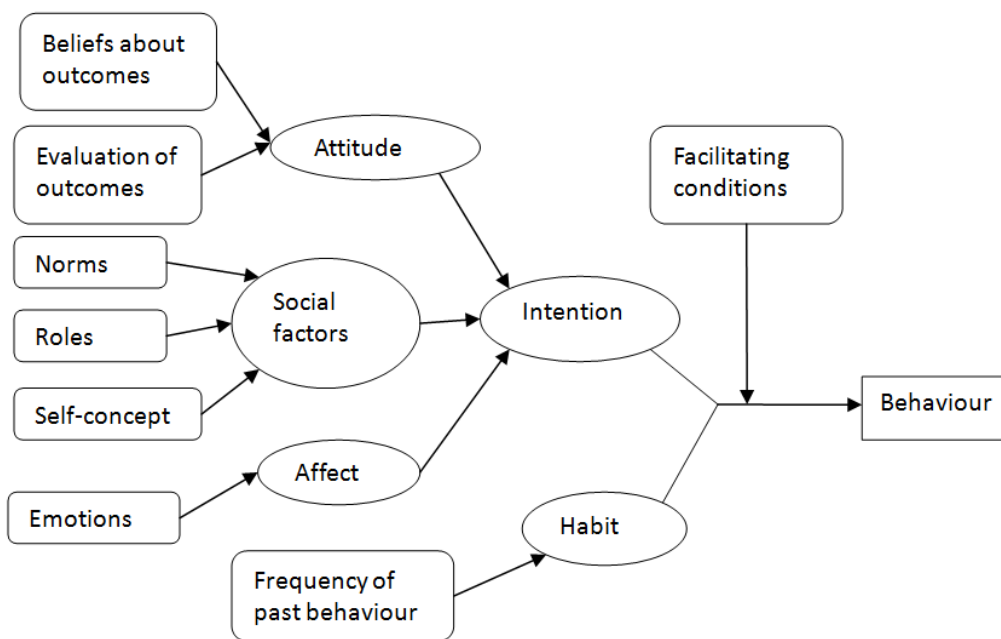 Beliefs about
outcomes
Evaluation of
outcomes
Attitude
Facilitating
conditions
Norms
Roles
Self-concept
Social
factors
Intention
Behaviour
Emotions
Affect
Habit
Frequency of
past behaviour